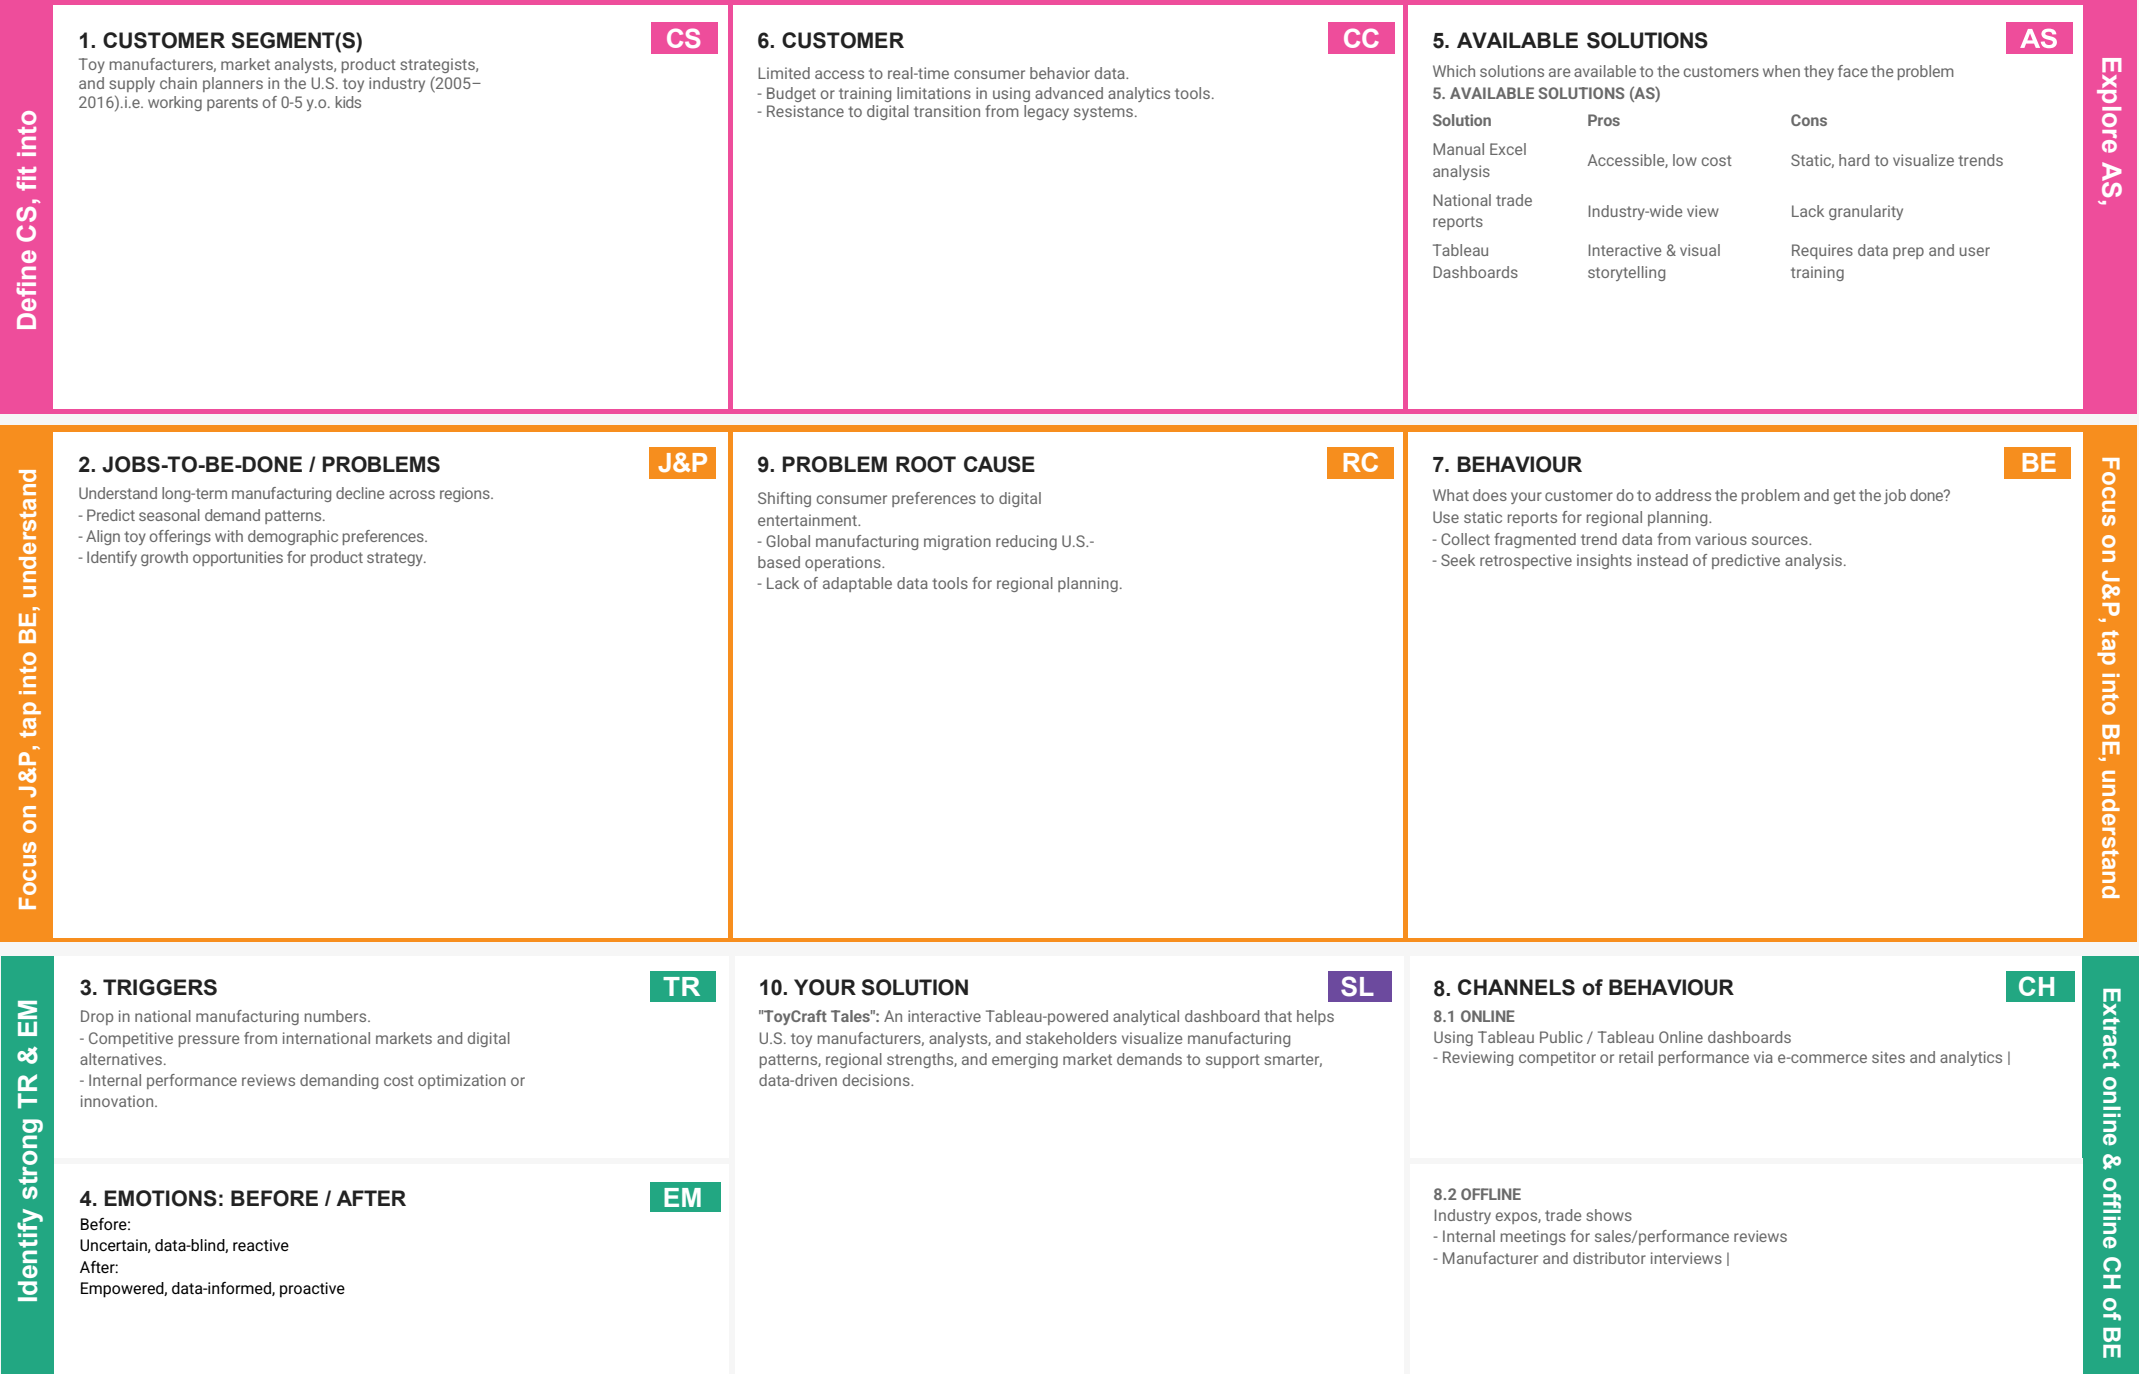 Define CS, fit into
1. CUSTOMER SEGMENT(S)
CS
Toy manufacturers, market analysts, product strategists,
and supply chain planners in the U.S. toy industry (2005–
2016).i.e. working parents of 0-5 y.o. kids
6. CUSTOMER
CC
Limited access to real-time consumer behavior data.
- Budget or training limitations in using advanced analytics tools.
- Resistance to digital transition from legacy systems.
5. AVAILABLE SOLUTIONS
AS
Which solutions are available to the customers when they face the problem
5. AVAILABLE SOLUTIONS (AS)
Solution Pros Cons
Manual Excel
analysis
Accessible, low cost
Static, hard to visualize trends
National trade
reports
Industry-wide view
Lack granularity
Tableau
Dashboards
Interactive & visual
storytelling
Requires data prep and user
training
Explore AS,
Focus on J&P, tap into BE, understand
2. JOBS-TO-BE-DONE / PROBLEMS
J&P
Understand long-term manufacturing decline across regions.
- Predict seasonal demand patterns.
- Align toy offerings with demographic preferences.
- Identify growth opportunities for product strategy.
9. PROBLEM ROOT CAUSE
RC
Shifting consumer preferences to digital
entertainment.
- Global manufacturing migration reducing U.S.-
based operations.
- Lack of adaptable data tools for regional planning.
7. BEHAVIOUR
BE
What does your customer do to address the problem and get the job done?
Use static reports for regional planning.
- Collect fragmented trend data from various sources.
- Seek retrospective insights instead of predictive analysis.
Focus on J&P, tap into BE, understand
Identify strong TR & EM
3. TRIGGERS
TR
Drop in national manufacturing numbers.
- Competitive pressure from international markets and digital
alternatives.
- Internal performance reviews demanding cost optimization or
innovation.
4. EMOTIONS: BEFORE / AFTER
EM
Before:
Uncertain, data-blind, reactive
After:
Empowered, data-informed, proactive
10. YOUR SOLUTION
SL
"ToyCraft Tales": An interactive Tableau-powered analytical dashboard that helps
U.S. toy manufacturers, analysts, and stakeholders visualize manufacturing
patterns, regional strengths, and emerging market demands to support smarter,
data-driven decisions.
8. CHANNELS of BEHAVIOUR
CH
8.1 ONLINE
Using Tableau Public / Tableau Online dashboards
- Reviewing competitor or retail performance via e-commerce sites and analytics |
8.2 OFFLINE
Industry expos, trade shows
- Internal meetings for sales/performance reviews
- Manufacturer and distributor interviews |
Extract online & offline CH of BE